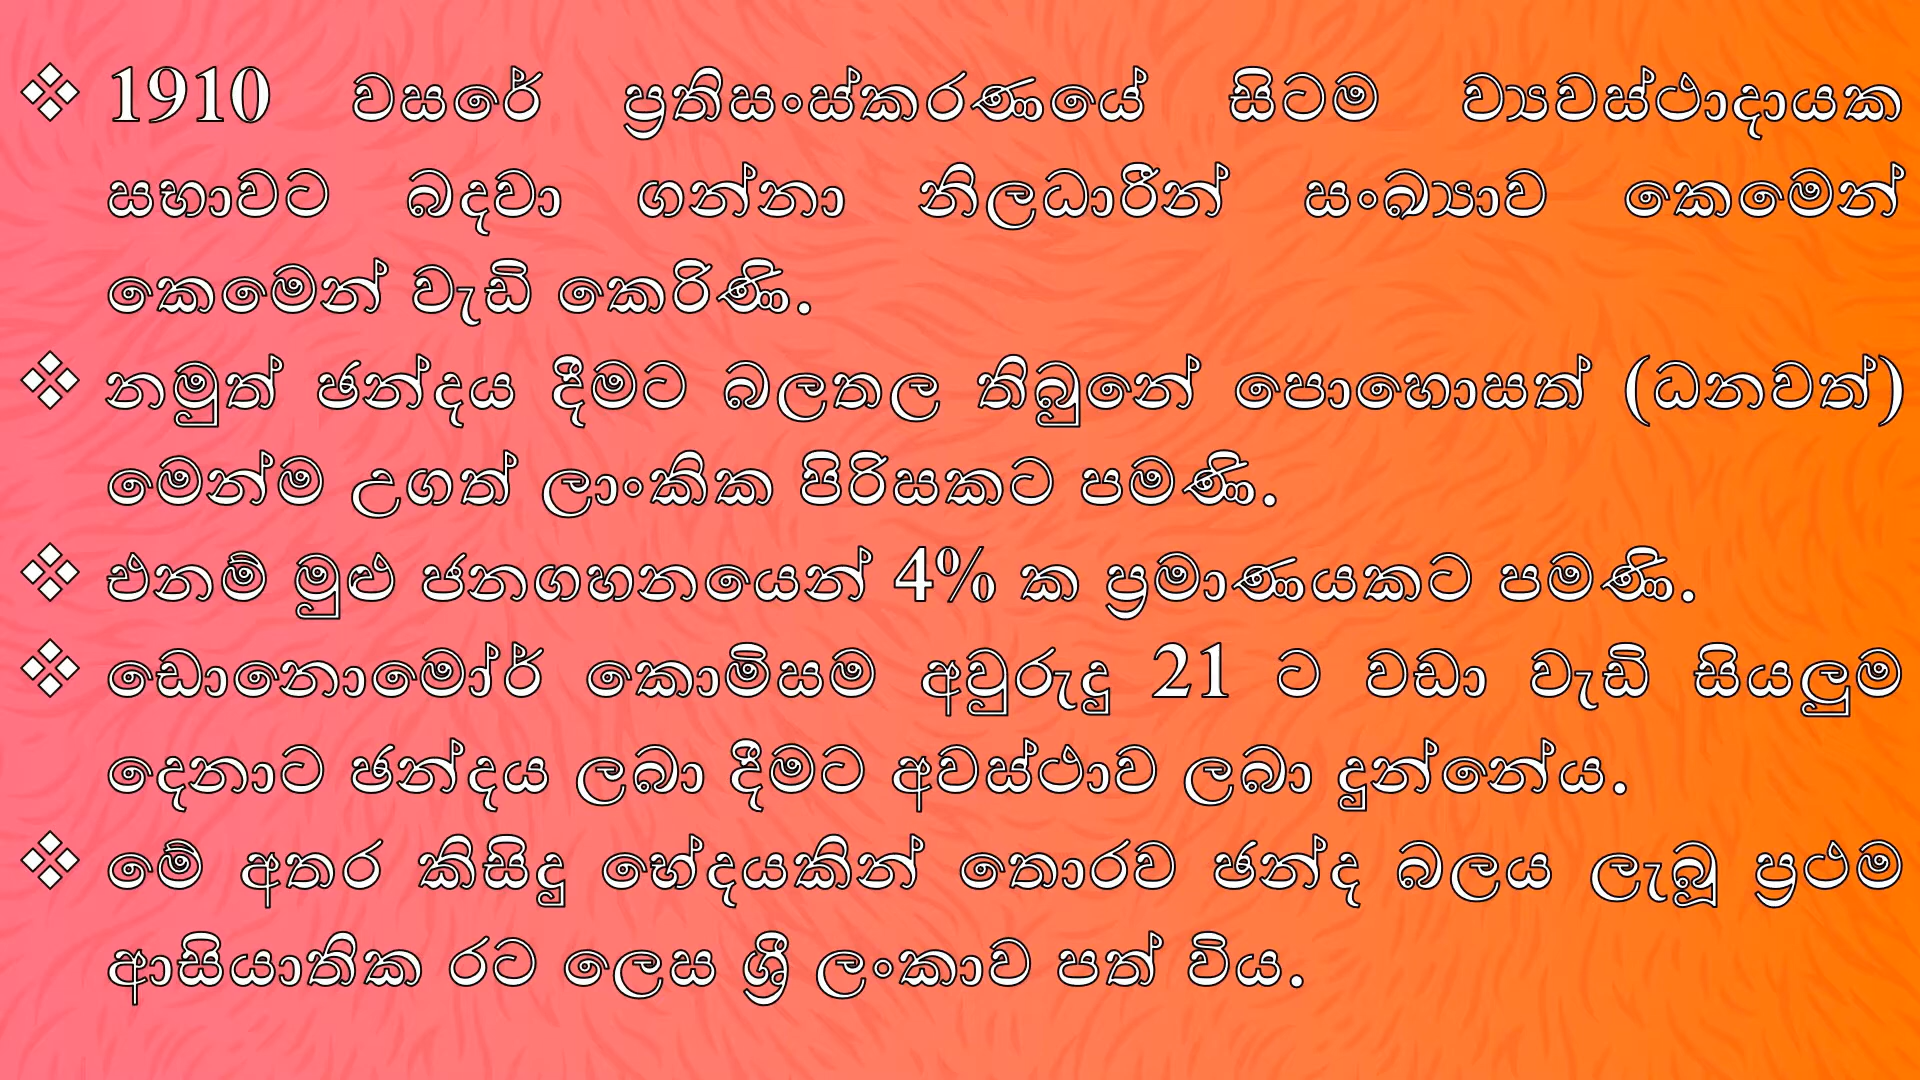 ❖ 1910 වසරේ ප්‍රතිසංස්කරණයේ සිටම ව්‍යවස්ථාදායක
සභාවට බඳවා ගන්නා නිලධාරීන් සංඛ්‍යාව කෙමෙන්
කෙමෙන් වැඩි කෙරිණි.
❖ නමුත් ඡන්දය දීමට බලතල තිබුනේ පොහොසත් (ධනවත්)
මෙන්ම උගත් ලාංකික පිරිසකට පමණි.
❖ එනම් මුළු ජනගහනයෙන් 4% ක ප්‍රමාණයකට පමණි.
❖ ඩොනොමෝර් කොමිසම අවුරුදු 21 ට වඩා වැඩි සියලුම
දෙනාට ඡන්දය ලබා දීමට අවස්ථාව ලබා දුන්නේය.
❖ මේ අතර කිසිදු භේදයකින් තොරව ඡන්ද බලය ලැබූ ප්‍රථම
ආසියාතික රට ලෙස ශ්‍රී ලංකාව පත් විය.